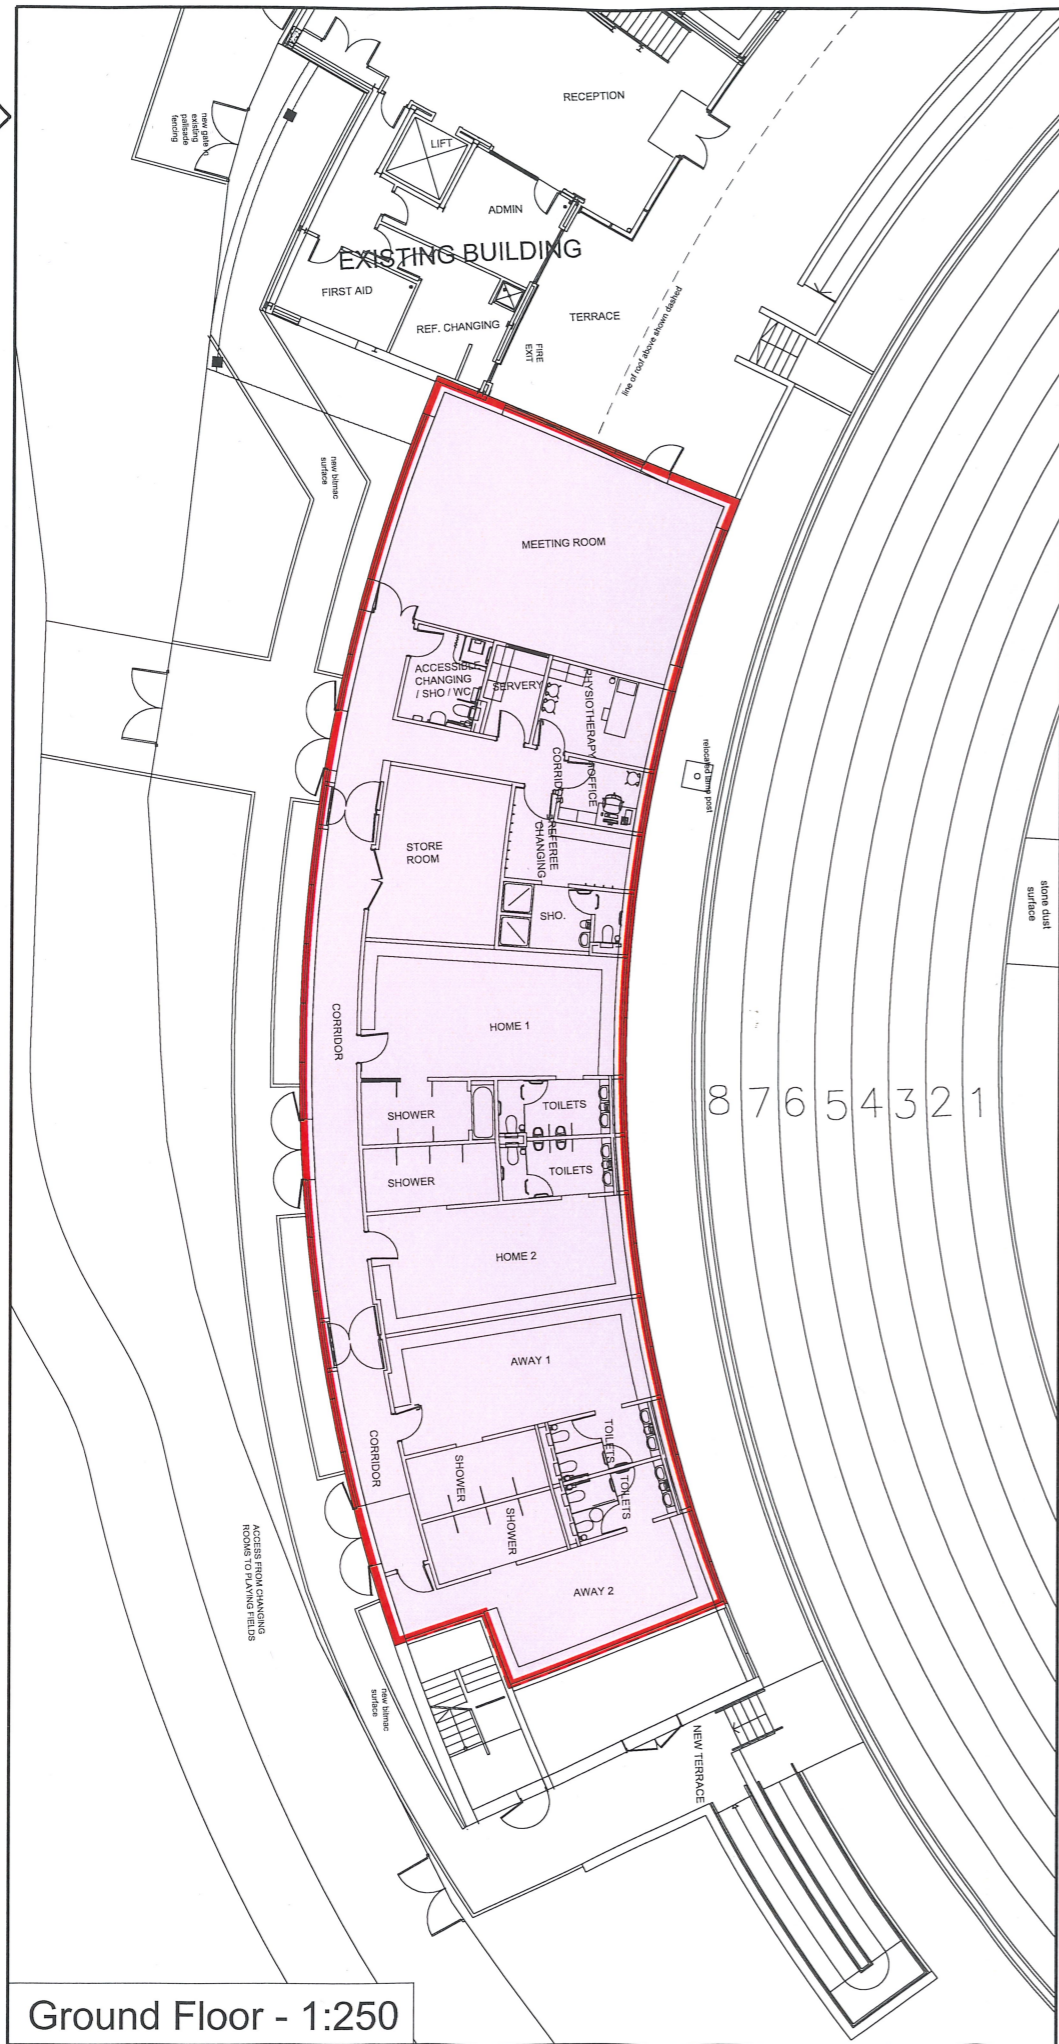 RECEPTION
new gate in
existing
palisade
fencing
LIFT
ADMIN
EXISTING BUILDING
FIRST AID
REF. CHANGING
TERRACE
FIRE
EXIT
line of roof above shown dashed
new bitmac
surface
MEETING ROOM
ACCESSIBLE
CHANGING
/ SHO / WC
SERVERY
PHYSIOTHERAPY / OFFICE
CORRIDOR
relocated lamp post
STORE
ROOM
REFEREE
CHANGING
SHO.
stone dust
surface
CORRIDOR
HOME 1
SHOWER
TOILETS
8 7 6 5 4 3 2 1
SHOWER
TOILETS
HOME 2
AWAY 1
CORRIDOR
SHOWER
TOILETS
TOILETS
SHOWER
AWAY 2
ACCESS FROM CHANGING
ROOMS TO PLAYING FIELDS
new bitmac
surface
NEW TERRACE
Ground Floor - 1:250